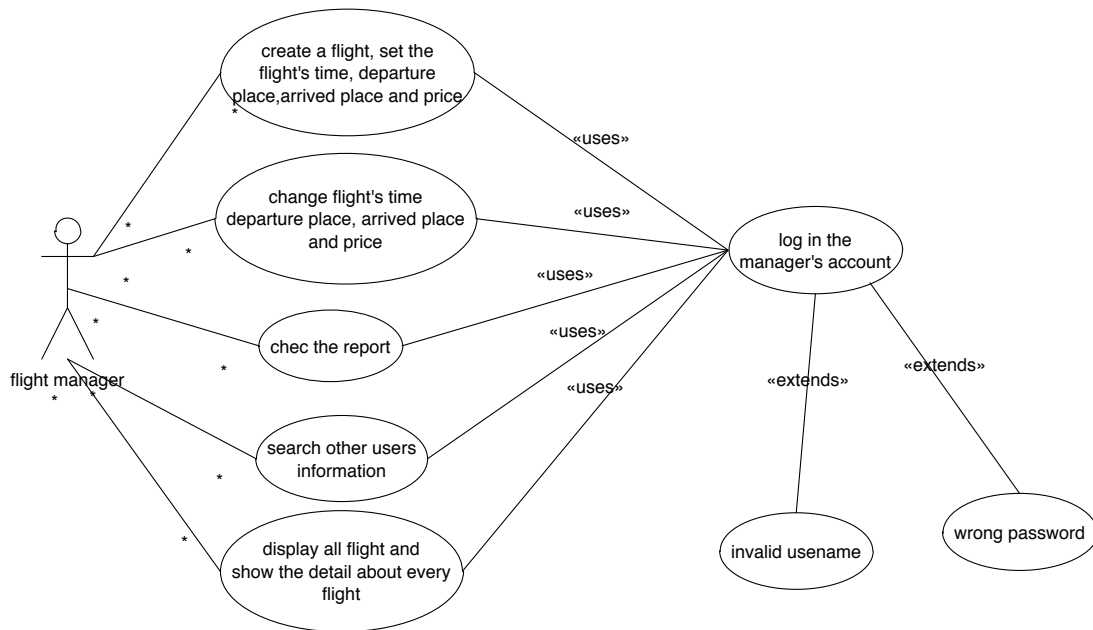 create a flight, set the
flight's time, departure
place,arrived place and price
*
«uses»
change flight's time
departure place, arrived place
and price
«uses»
*
*
log in the
manager's account
«uses»
*
*
chec the report
«uses»
*
flight manager
*
*
«uses»
«extends»
«extends»
search other users
information
*
*
display all flight and
show the detail about every
flight
invalid usename
wrong password